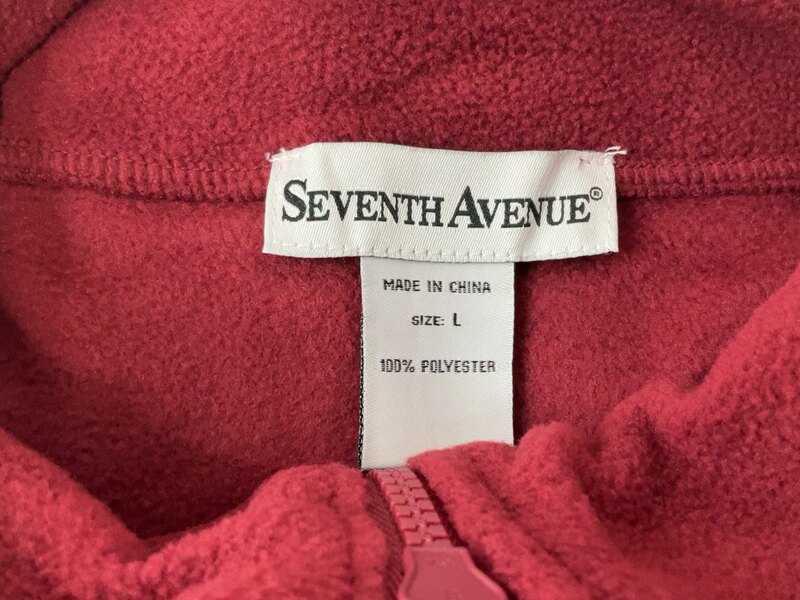 SEVENTH AVENUE®
MADE IN CHINA
SIZE: L
100% POLYESTER